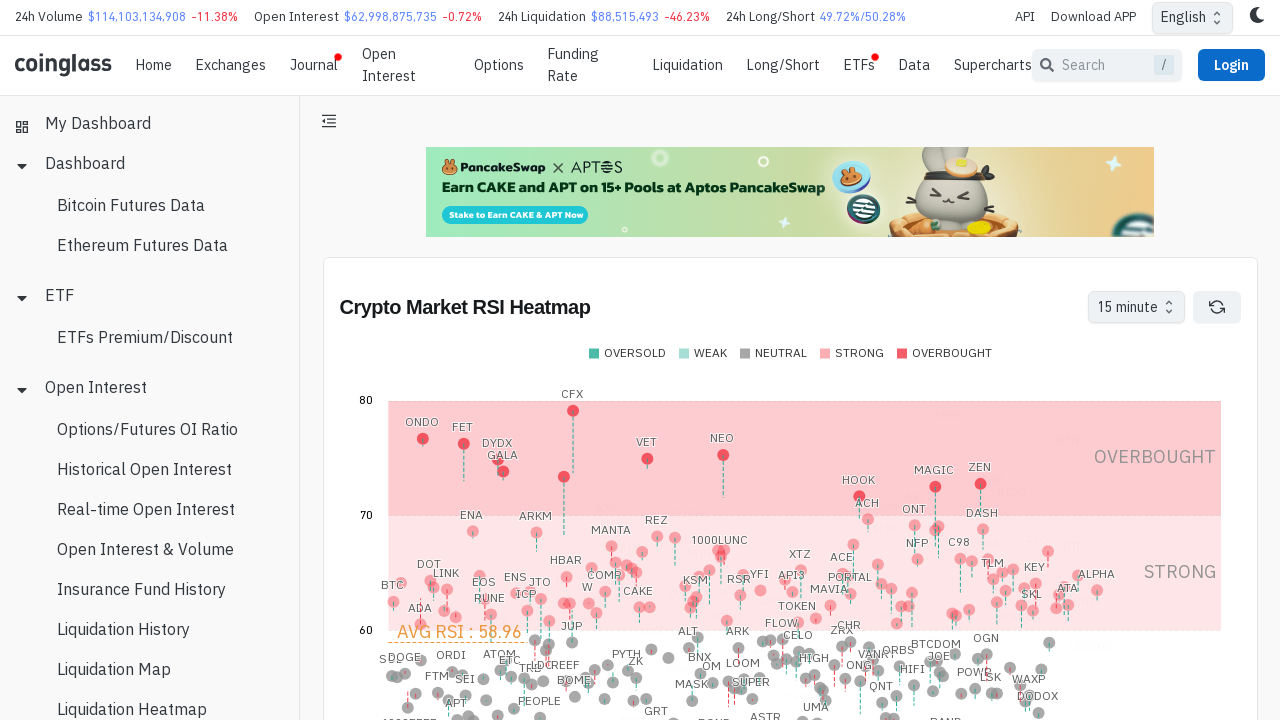 24h Volume $114,103,134,908 -11.38% Open Interest $62,998,875,735 -0.72% 24h Liquidation $88,515,493 -46.23% 24h Long/Short 49.72%/50.28% API Download APP English
coinglass Home Exchanges Journal Open Interest Options Funding Rate Liquidation Long/Short ETFs Data Supercharts Search / Login
My Dashboard
Dashboard
Bitcoin Futures Data
Ethereum Futures Data
ETF
ETFs Premium/Discount
Open Interest
Options/Futures OI Ratio
Historical Open Interest
Real-time Open Interest
Open Interest & Volume
Insurance Fund History
Liquidation History
Liquidation Map
Liquidation Heatmap
PancakeSwap X APTOS
Earn CAKE and APT on 15+ Pools at Aptos PancakeSwap
Stake to Earn CAKE & APT Now
Crypto Market RSI Heatmap 15 minute
OVERSOLD WEAK NEUTRAL STRONG OVERBOUGHT
CFX
80
ONDO FET
DYDX VET NEO
GALA
OVERBOUGHT
MAGIC ZEN
HOOK
ACH
70 ENA ARKM REZ ONT DASH
MANTA 1000LUNC NFP C98
HBAR XTZ ACE
DOT LINK TLM KEY
STRONG
BTC EOS ENS JTO COMP KSM RSR YFI API3 PORTAL ALPHA
RUNE ICP W CAKE MAVIA SKL ATA
ADA TOKEN
60 AVG RSI : 58.96 JUP ALT ARK FLOW CELO ZRX CHR
OGN
DOGE ORDI ATOM ETC PYTH ZK BNX HIGH ORBS BTCDOM JOE
FTM SEI BOME OM LOOM ONG HIFI POWR LSK WAXP
APT PEOPLE MASK SUPER QNT DODOX
GRT ASTR UMA